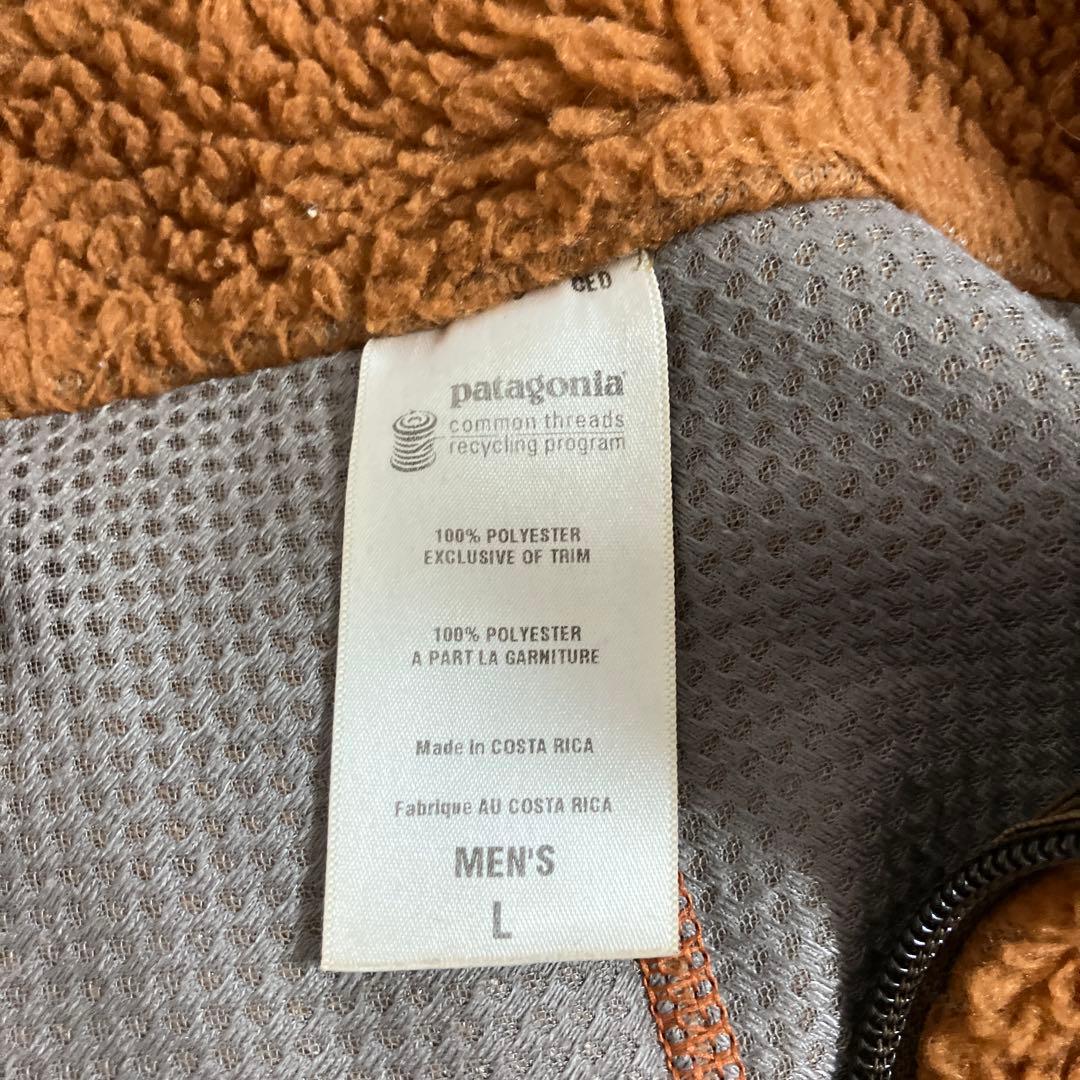 CED
patagonia
common threads
recycling program
100% POLYESTER
EXCLUSIVE OF TRIM
100% POLYESTER
A PART LA GARNITURE
Made in COSTA RICA
Fabrique AU COSTA RICA
MEN'S
L